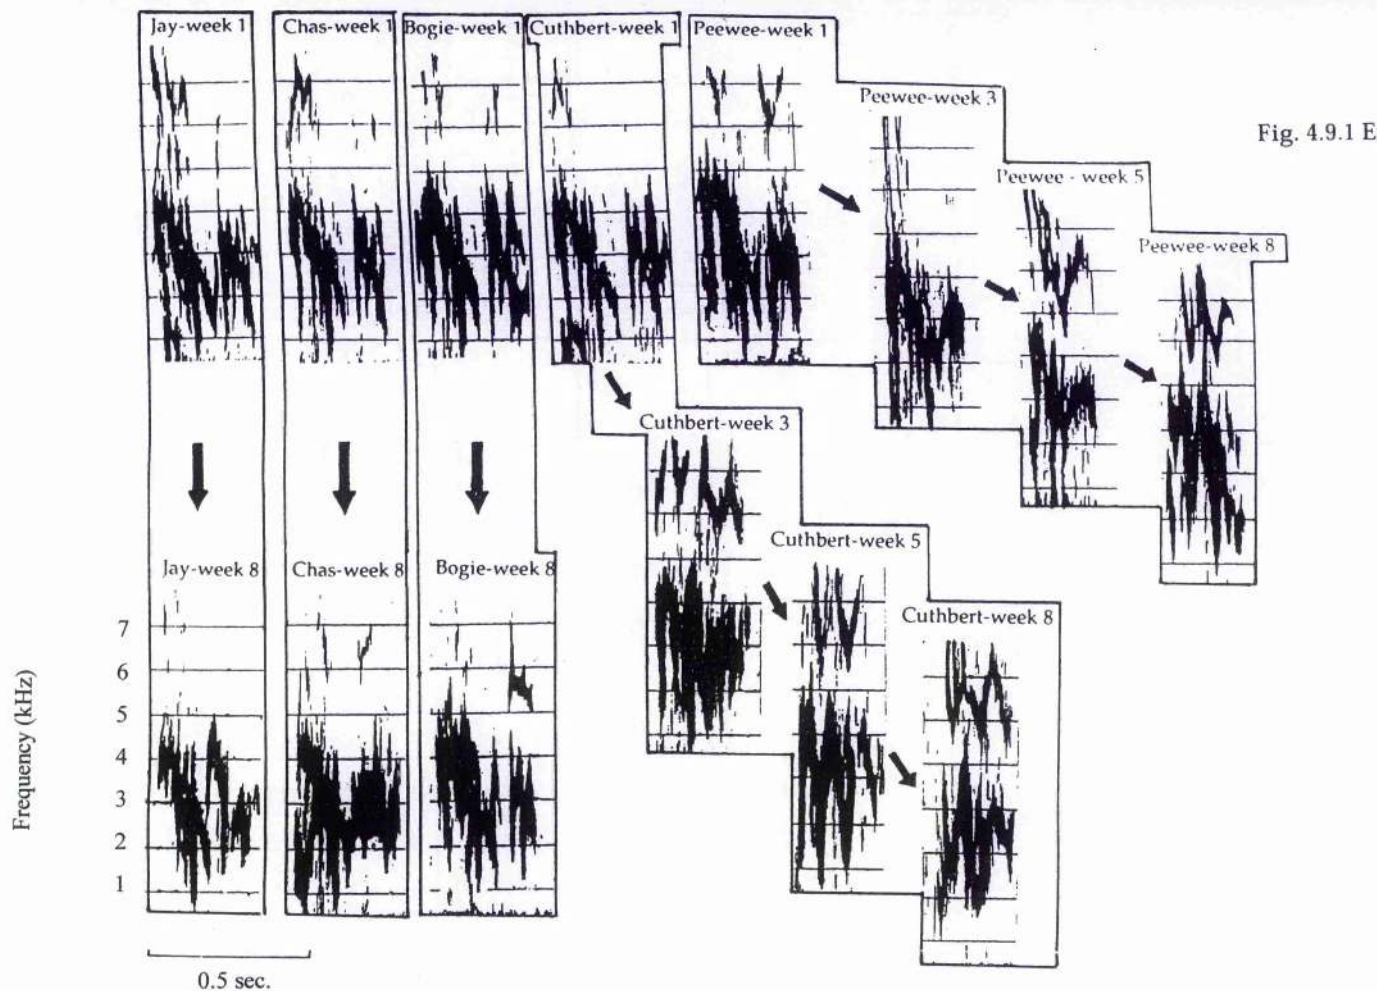 Jay-week 1
Chas-week 1
Bogie-week 1
Cuthbert-week 1
Peewee-week 1
Peewee-week 3
Fig. 4.9.1 E
Peewee - week 5
Peewee-week 8
Cuthbert-week 3
Cuthbert-week 5
Jay-week 8
Chas-week 8
Bogie-week 8
Cuthbert-week 8
7
6
5
4
3
2
1
Frequency (kHz)
0.5 sec.